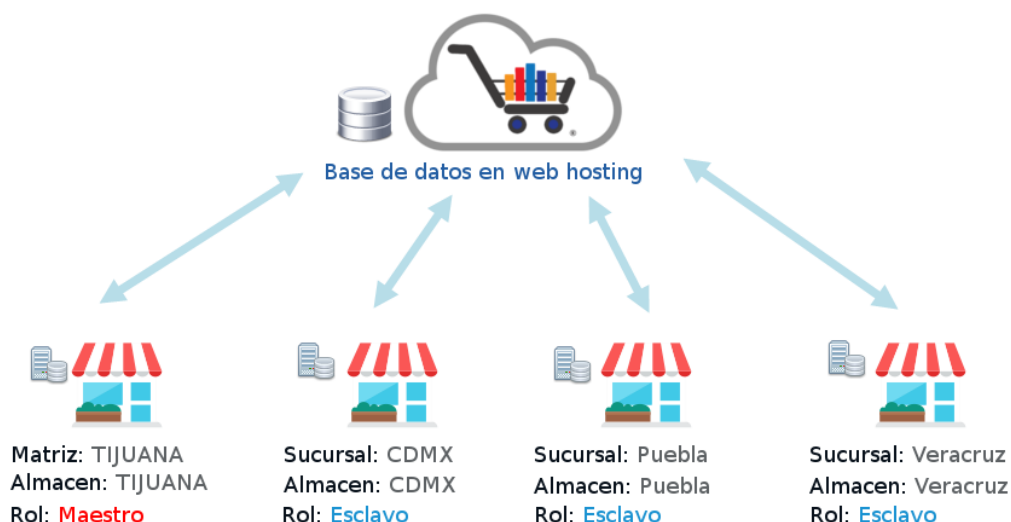 Base de datos en web hosting
Matriz: TIJUANA
Almacen: TIJUANA
Rol: Maestro
Sucursal: CDMX
Almacen: CDMX
Rol: Esclavo
Sucursal: Puebla
Almacen: Puebla
Rol: Esclavo
Sucursal: Veracruz
Almacen: Veracruz
Rol: Esclavo